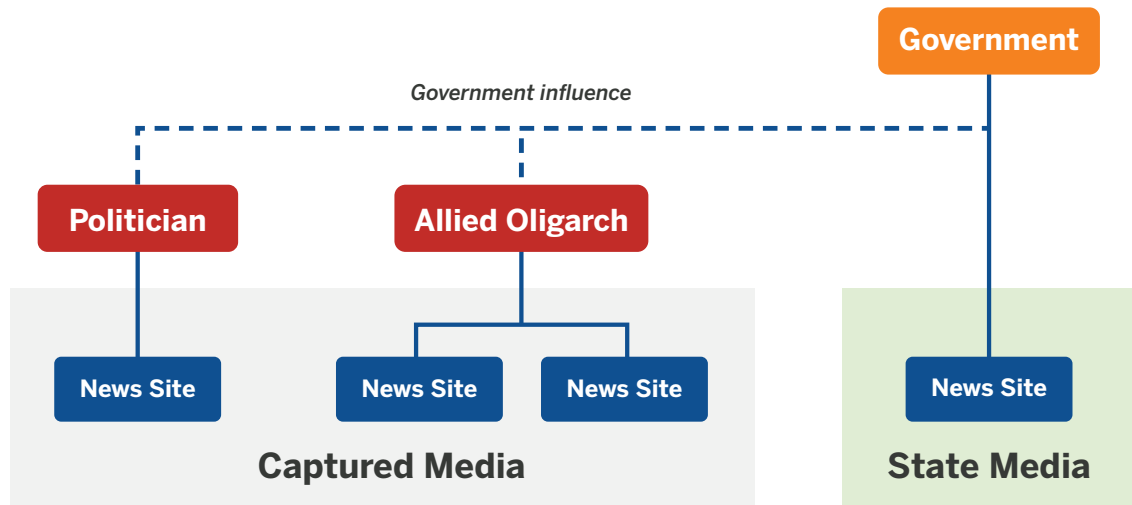 Government
Government influence
Politician
Allied Oligarch
News Site
News Site
News Site
News Site
Captured Media
State Media